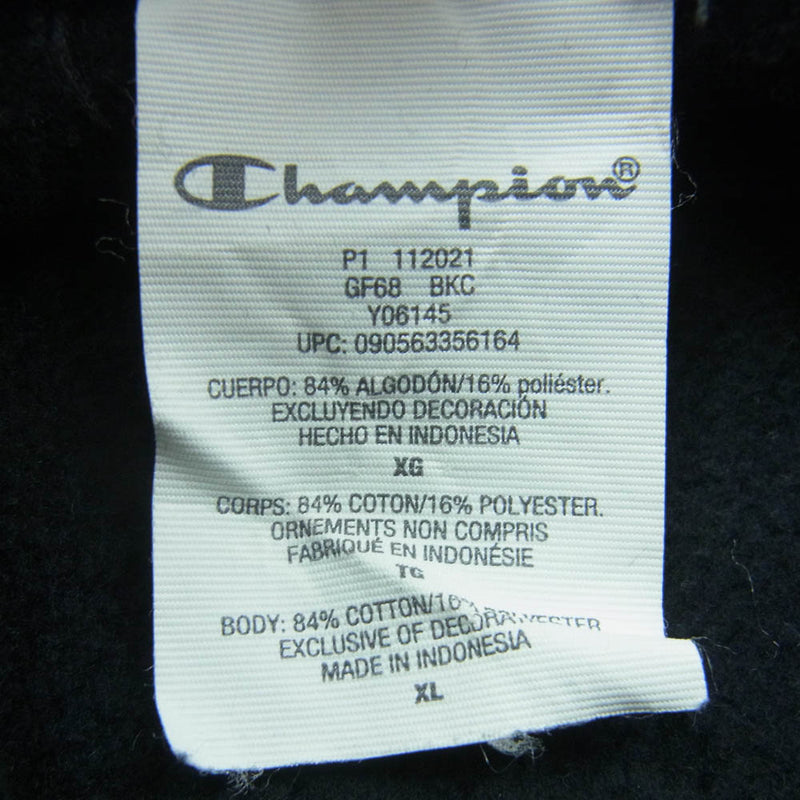 Champion®
P1 112021
GF68 BKC
Y06145
UPC: 090563356164
CUERPO: 84% ALGODÓN/16% poliéster.
EXCLUYENDO DECORACIÓN
HECHO EN INDONESIA
XG
CORPS: 84% COTON/16% POLYESTER.
ORNEMENTS NON COMPRIS
FABRIQUÉ EN INDONÉSIE
TG
BODY: 84% COTTON/16%
EXCLUSIVE OF
MADE IN INDONESIA
XL